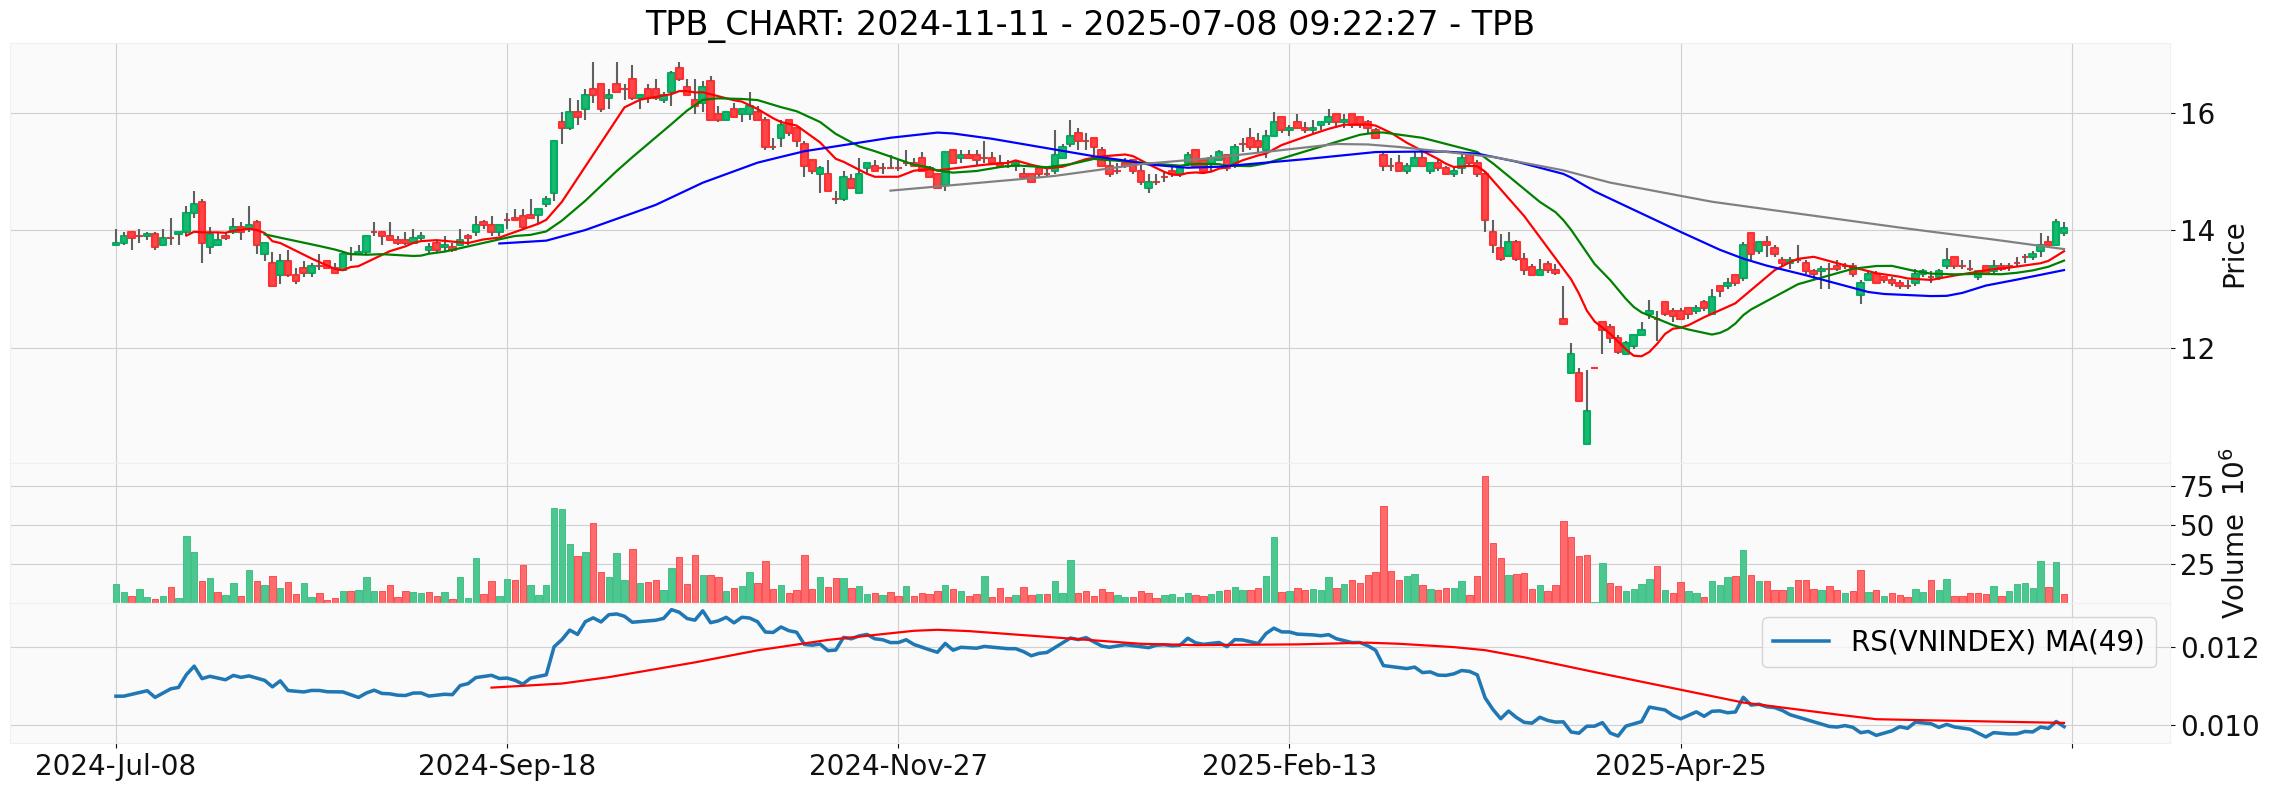 TPB_CHART: 2024-11-11 - 2025-07-08 09:22:27 - TPB
16
14
12
Price
75
50
25
Volume 10⁶
RS(VNINDEX) MA(49)
0.012
0.010
2024-Jul-08
2024-Sep-18
2024-Nov-27
2025-Feb-13
2025-Apr-25